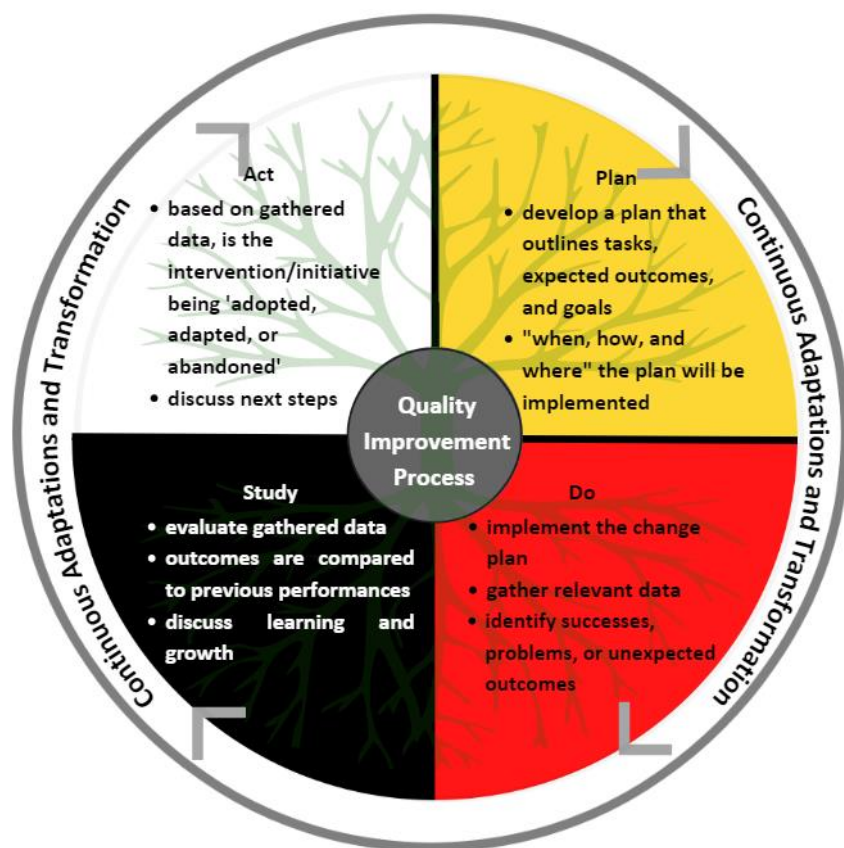 Continuous Adaptations and Transformation
Act
• based on gathered
data, is the
intervention/initiative
being 'adopted,
adapted, or
abandoned'
• discuss next steps
Plan
• develop a plan that
outlines tasks,
expected outcomes,
and goals
• "when, how, and
where" the plan will be
implemented
Continuous Adaptations and Transformation
Quality
Improvement
Process
Study
• evaluate gathered data
• outcomes are compared
to previous performances
• discuss learning and
growth
Do
• implement the change
plan
• gather relevant data
• identify successes,
problems, or unexpected
outcomes